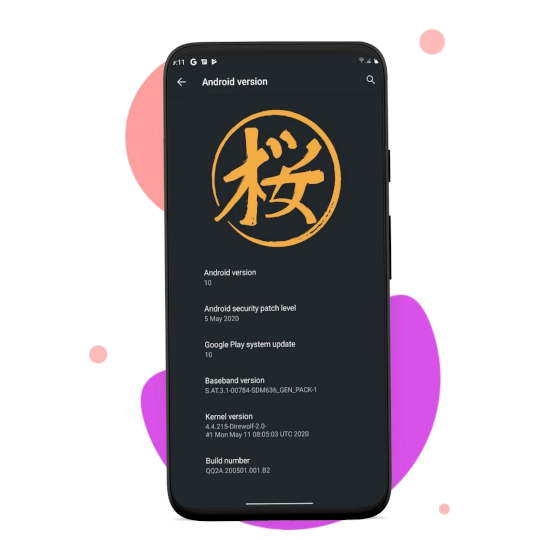 Android version
桜
Android version
10
Android security patch level
5 May 2020
Google Play system update
10
Baseband version
S.AT.3.1-00784-SDM636_GEN_PACK-1
Kernel version
4.4.215-Direwolf-2.0-
#1 Mon May 11 08:05:03 UTC 2020
Build number
QQ2A.200501.001.B2